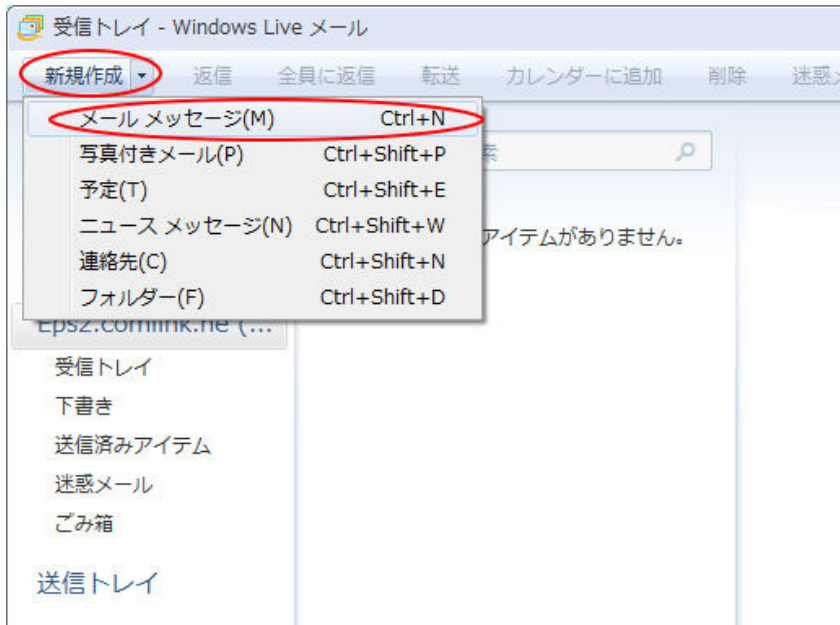 受信トレイ - Windows Live メール
新規作成 返信 全員に返信 転送 カレンダーに追加 削除 迷惑
メール メッセージ(M) Ctrl+N
写真付きメール(P) Ctrl+Shift+P
索
予定(T) Ctrl+Shift+E
ニュース メッセージ(N) Ctrl+Shift+W
アイテムがありません。
連絡先(C) Ctrl+Shift+N
フォルダー(F) Ctrl+Shift+D
Eps2.comlink.ne (...
受信トレイ
下書き
送信済みアイテム
迷惑メール
ごみ箱
送信トレイ